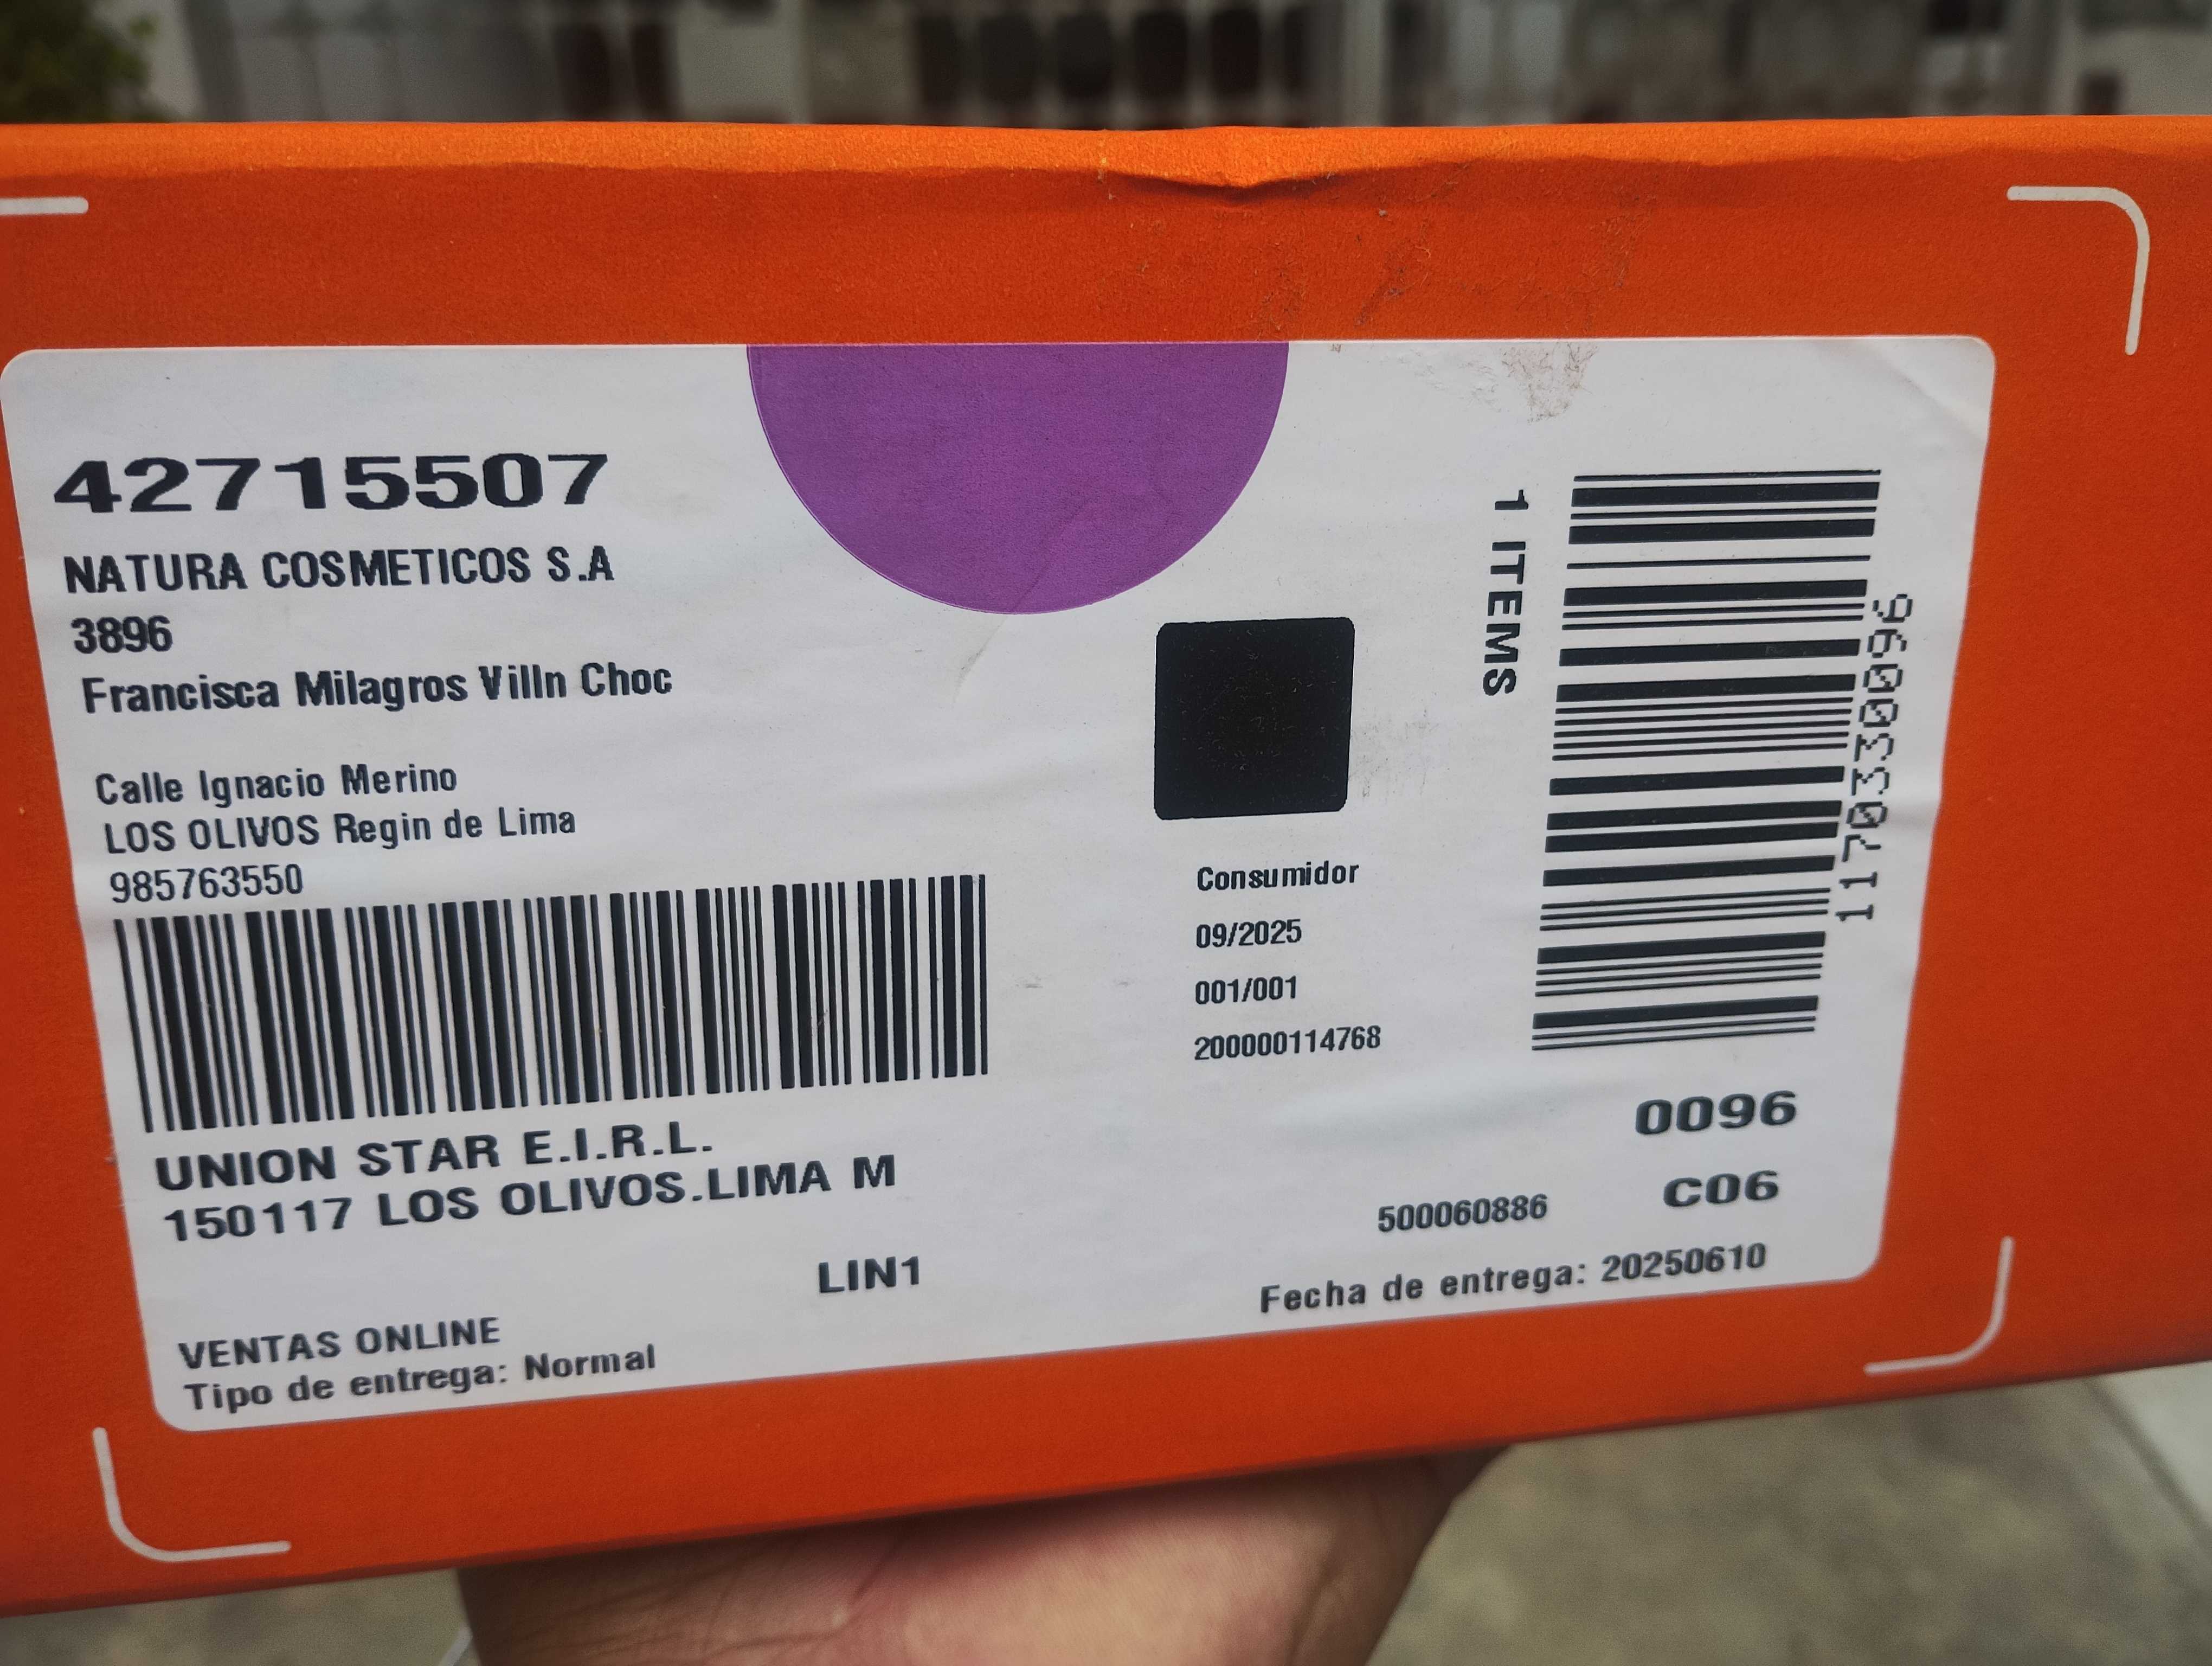 42715507
NATURA COSMETICOS S.A
3896
Francisca Milagros Villn Choc
Calle Ignacio Merino
LOS OLIVOS Regin de Lima
985763550
UNION STAR E.I.R.L.
150117 LOS OLIVOS.LIMA M
LIN1
VENTAS ONLINE
Tipo de entrega: Normal
Consumidor
09/2025
001/001
200000114768
1 ITEMS
1170330096
0096
C06
500060886
Fecha de entrega: 20250610